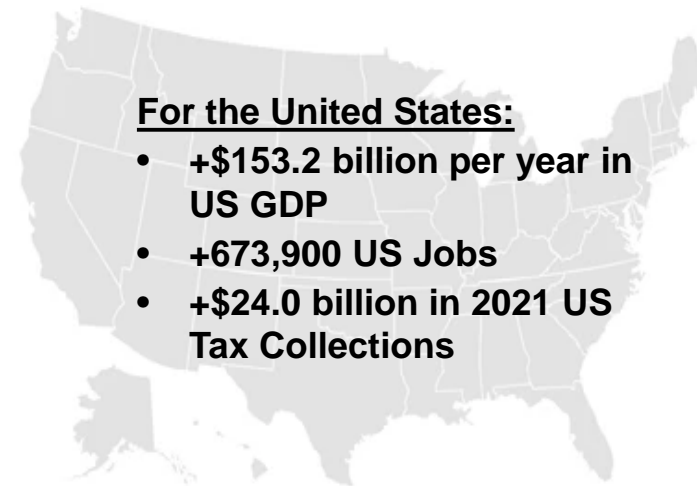 For the United States:
• +$153.2 billion per year in
US GDP
• +673,900 US Jobs
• +$24.0 billion in 2021 US
Tax Collections